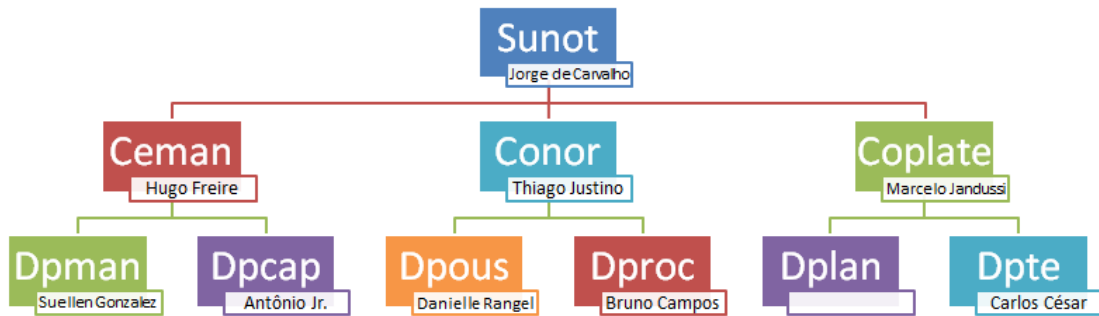 Sunot
Jorge de Carvalho
Ceman
Hugo Freire
Conor
Thiago Justino
Coplate
Marcelo Jandussi
Dpman
Suellen Gonzalez
Dpcap
Antônio Jr.
Dpous
Danielle Rangel
Dproc
Bruno Campos
Dplan
Dpte
Carlos César